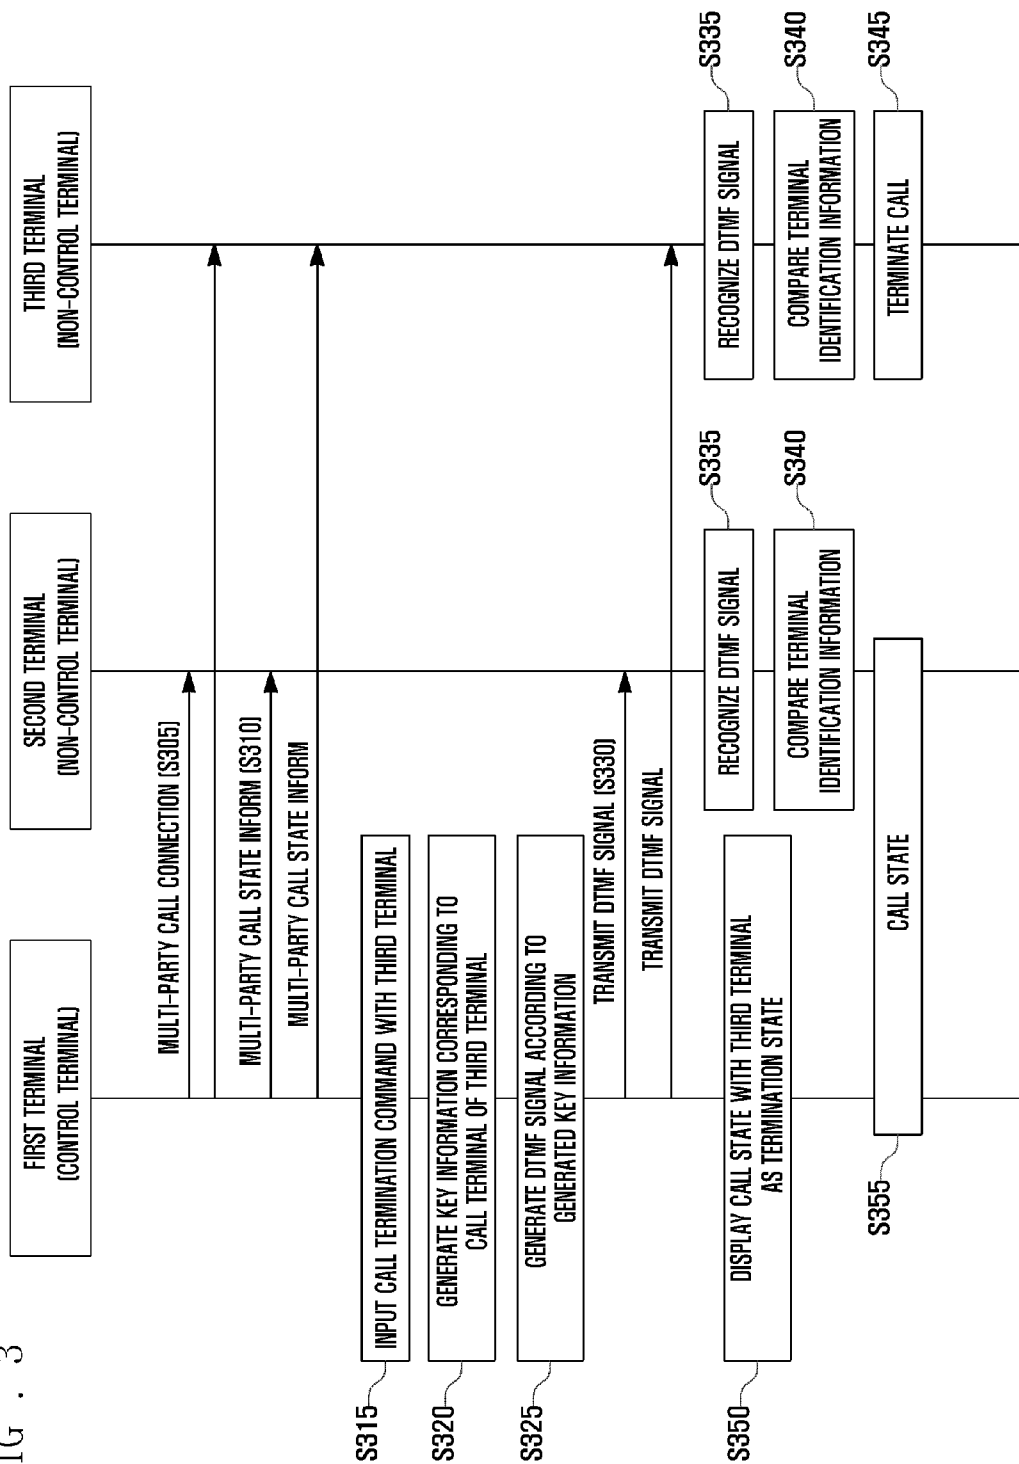 IG . 3
FIRST TERMINAL
(CONTROL TERMINAL)
SECOND TERMINAL
(NON-CONTROL TERMINAL)
THIRD TERMINAL
(NON-CONTROL TERMINAL)
MULTI-PARTY CALL CONNECTION (S305)
MULTI-PARTY CALL STATE INFORM (S310)
MULTI-PARTY CALL STATE INFORM
S315
INPUT CALL TERMINATION COMMAND WITH THIRD TERMINAL
S320
GENERATE KEY INFORMATION CORRESPONDING TO
CALL TERMINAL OF THIRD TERMINAL
S325
GENERATE DTMF SIGNAL ACCORDING TO
GENERATED KEY INFORMATION
TRANSMIT DTMF SIGNAL (S330)
TRANSMIT DTMF SIGNAL
RECOGNIZE DTMF SIGNAL
S335
RECOGNIZE DTMF SIGNAL
S335
S350
DISPLAY CALL STATE WITH THIRD TERMINAL
AS TERMINATION STATE
COMPARE TERMINAL
IDENTIFICATION INFORMATION
S340
COMPARE TERMINAL
IDENTIFICATION INFORMATION
S340
S355
CALL STATE
TERMINATE CALL
S345